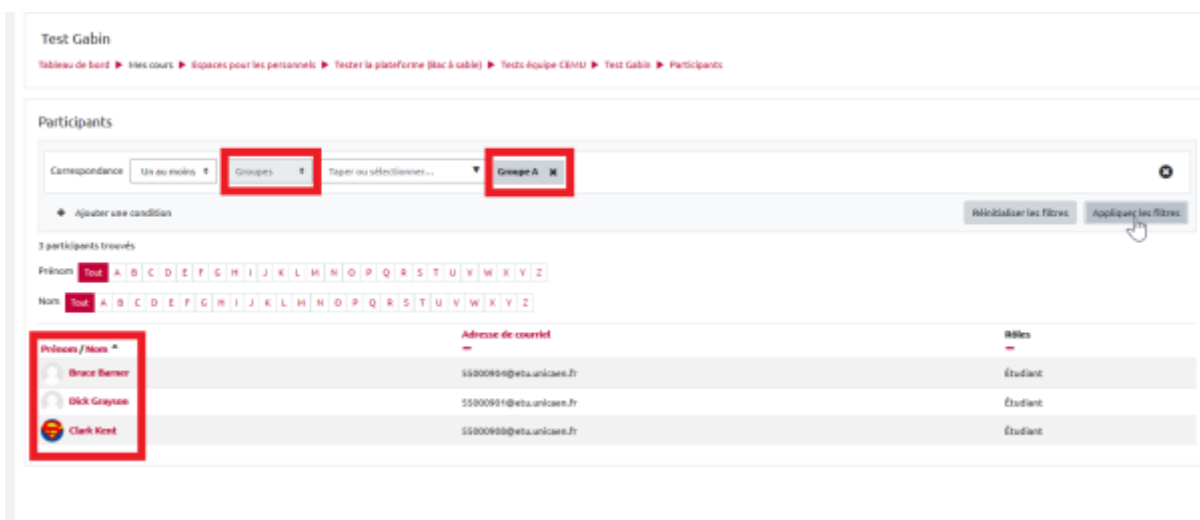 Test Gabin
Tableau de bord ▶ Mes cours ▶ Espaces pour les personnels ▶ Tester la plateforme (Bac à sable) ▶ Tests équipe CEMU ▶ Test Gabin ▶ Participants
Participants
Correspondance Un au moins Groupes Taper ou sélectionner... ▼ Groupe A ✖
Ajouter une condition Réinitialiser les filtres Appliquer les filtres
3 participants trouvés
Prénom Tout A B C D E F G H I J K L M N O P Q R S T U V W X Y Z
Nom Tout A B C D E F G H I J K L M N O P Q R S T U V W X Y Z
Prénom / Nom Adresse de courriel Rôles
Bruce Barner 55000904@etu.unicaen.fr Étudiant
Dick Grayson 55000901@etu.unicaen.fr Étudiant
Clark Kent 55000900@etu.unicaen.fr Étudiant